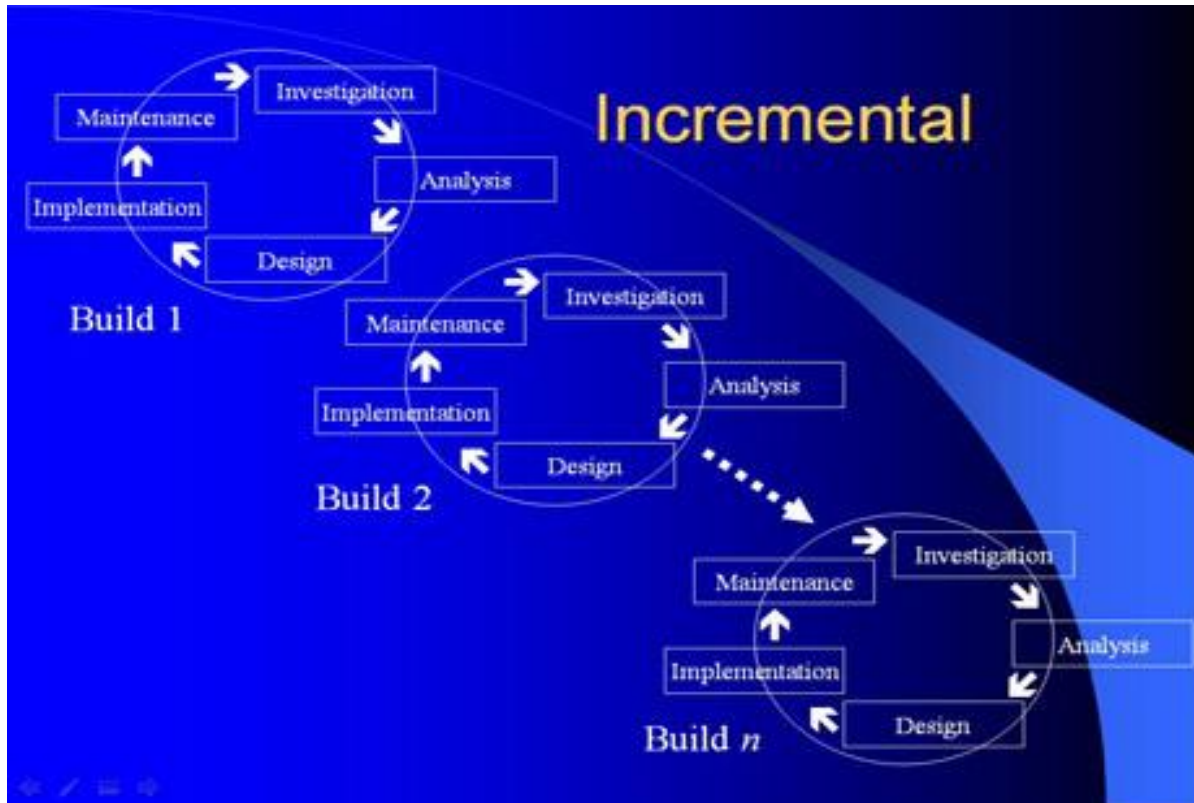 Incremental
Investigation
Maintenance
Analysis
Implementation
Design
Build 1
Investigation
Maintenance
Analysis
Implementation
Design
Build 2
Investigation
Maintenance
Analysis
Implementation
Design
Build n